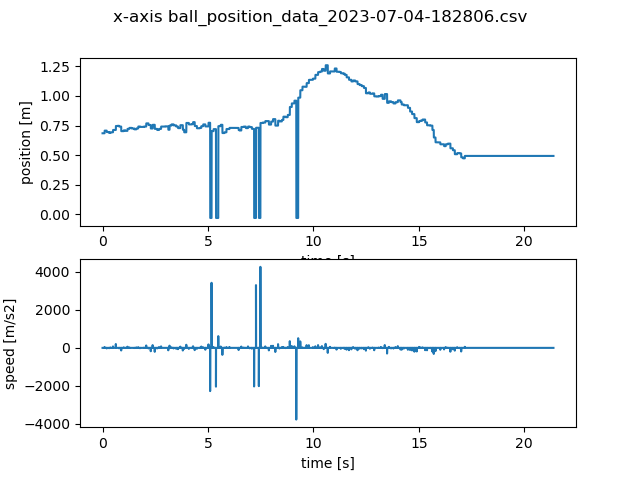 x-axis ball_position_data_2023-07-04-182806.csv
1.25
1.00
0.75
0.50
0.25
0.00
position [m]
0 5 10 15 20
time [s]
4000
2000
0
−2000
−4000
speed [m/s2]
0 5 10 15 20
time [s]